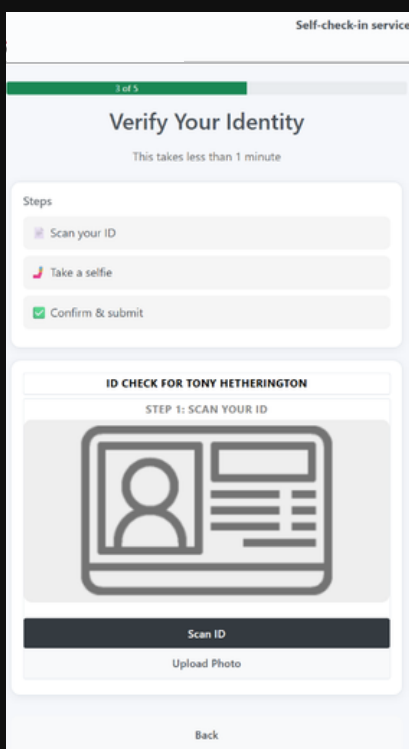 Self-check-in service
3 of 5
Verify Your Identity
This takes less than 1 minute
Steps
Scan your ID
Take a selfie
Confirm & submit
ID CHECK FOR TONY HETHERINGTON
STEP 1: SCAN YOUR ID
Scan ID
Upload Photo
Back